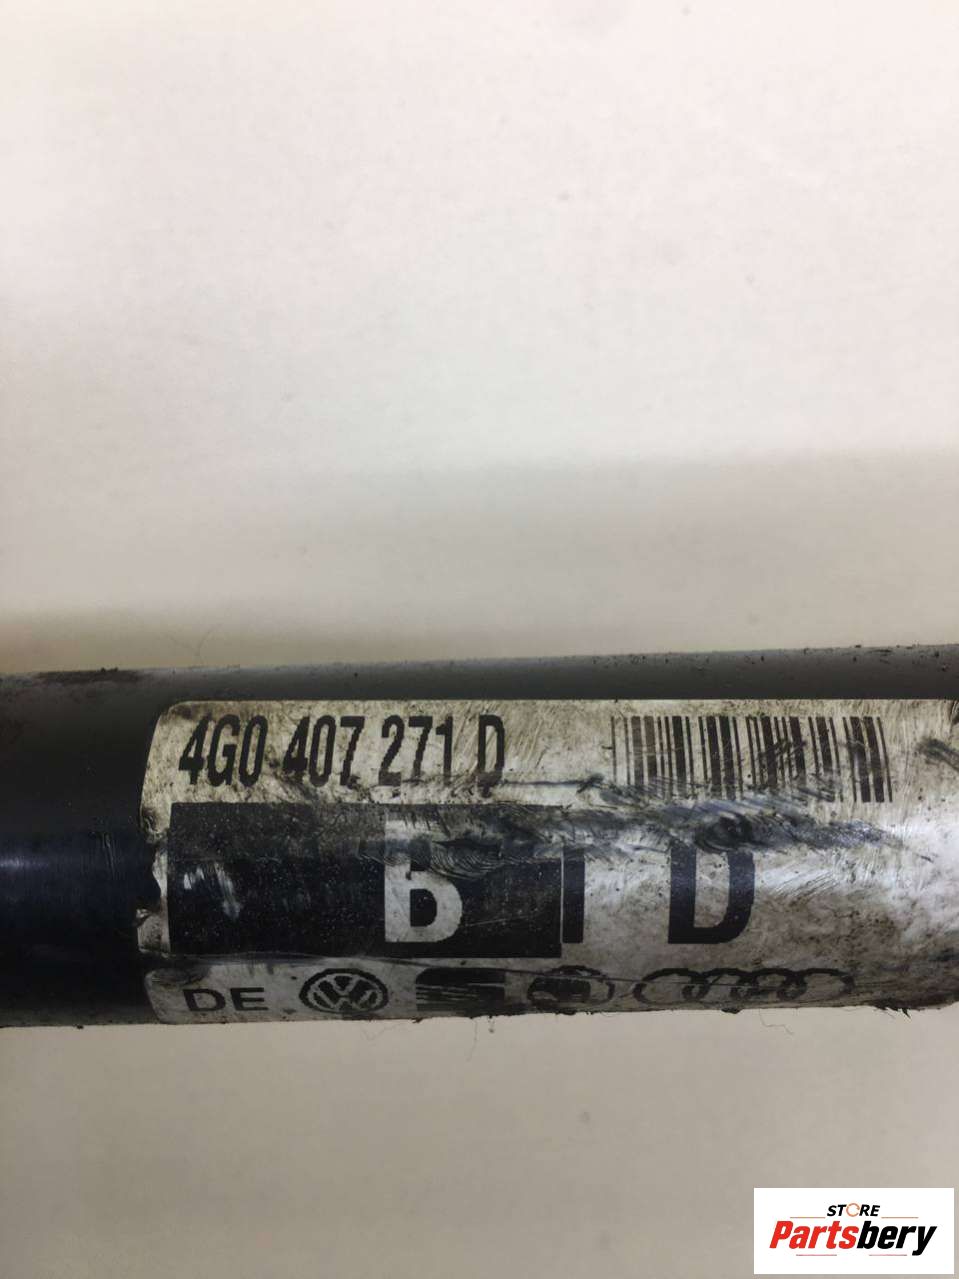 4G0 407 271 D
B I D
DE
STORE
Partsbery